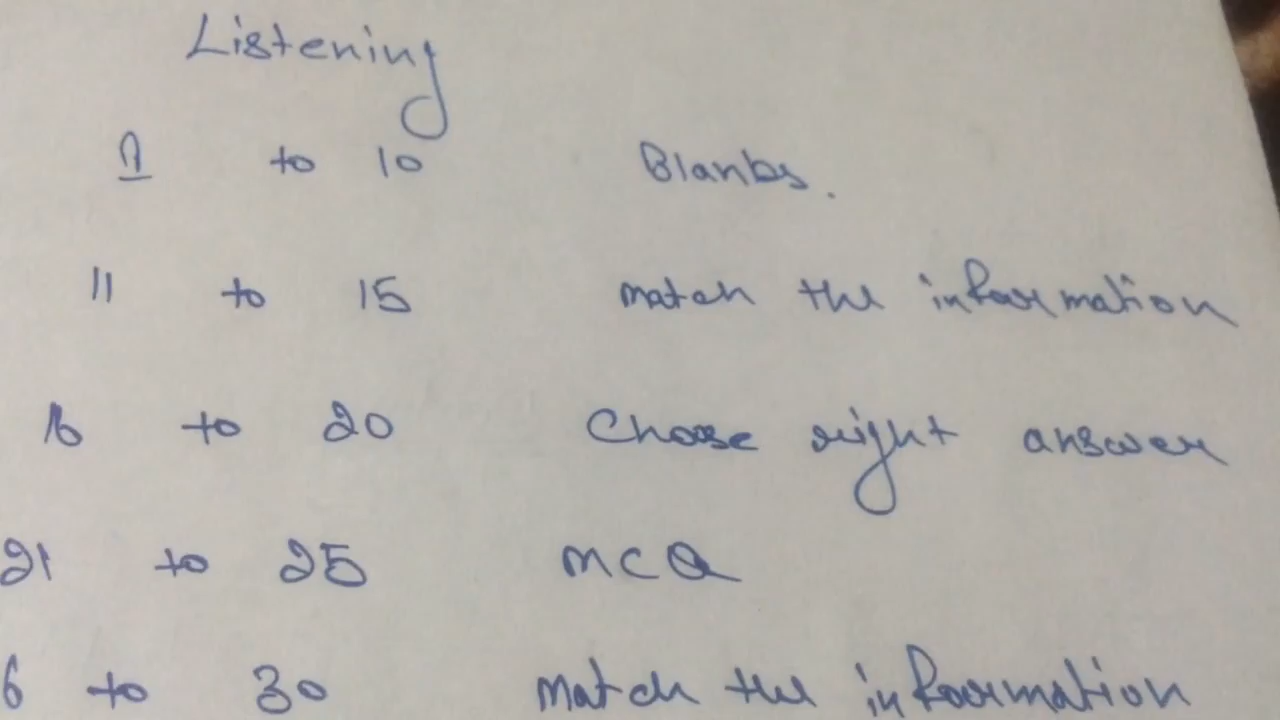 Listening
1 to 10 Blanks.
11 to 15 match the information
16 to 20 Choose right answer
21 to 25 MCQ
6 to 30 Match the information